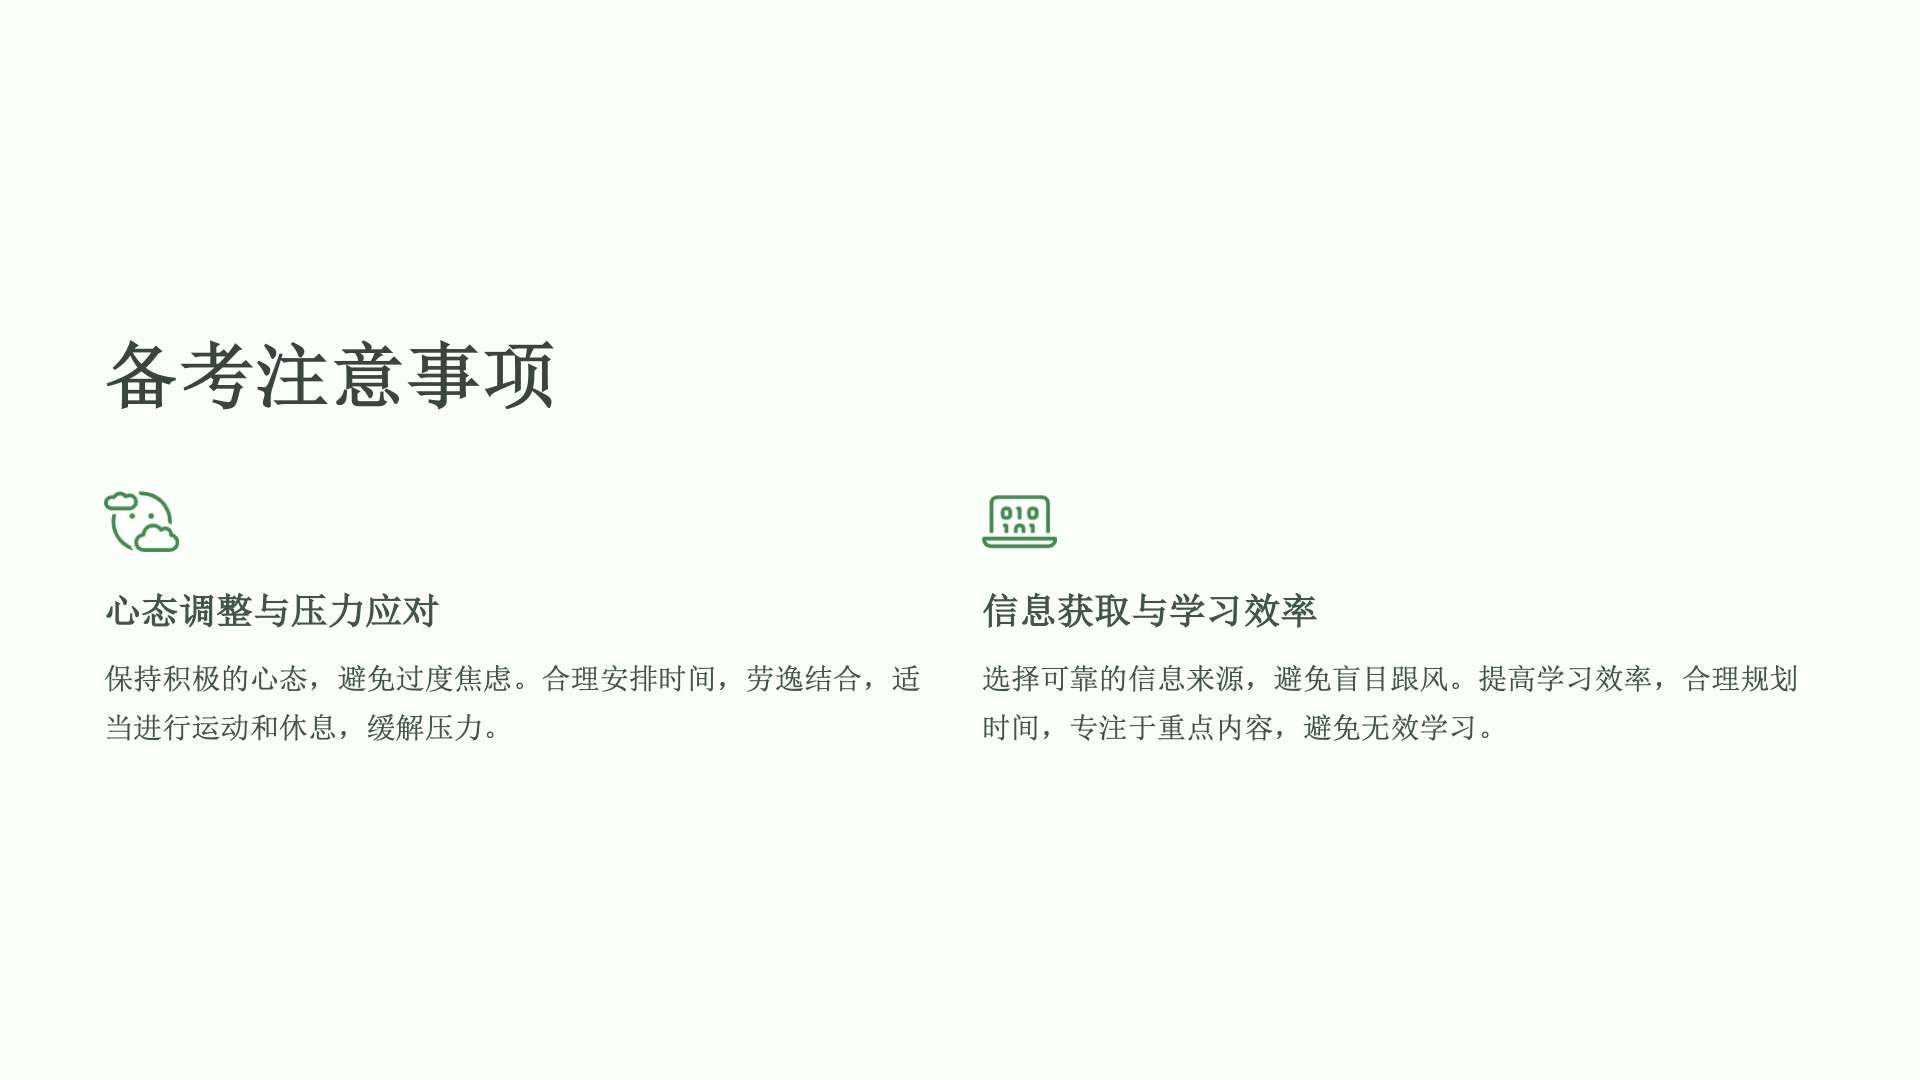 备考注意事项
心态调整与压力应对
保持积极的心态，避免过度焦虑。合理安排时间，劳逸结合，适
当进行运动和休息，缓解压力。
010
101
信息获取与学习效率
选择可靠的信息来源，避免盲目跟风。提高学习效率，合理规划
时间，专注于重点内容，避免无效学习。